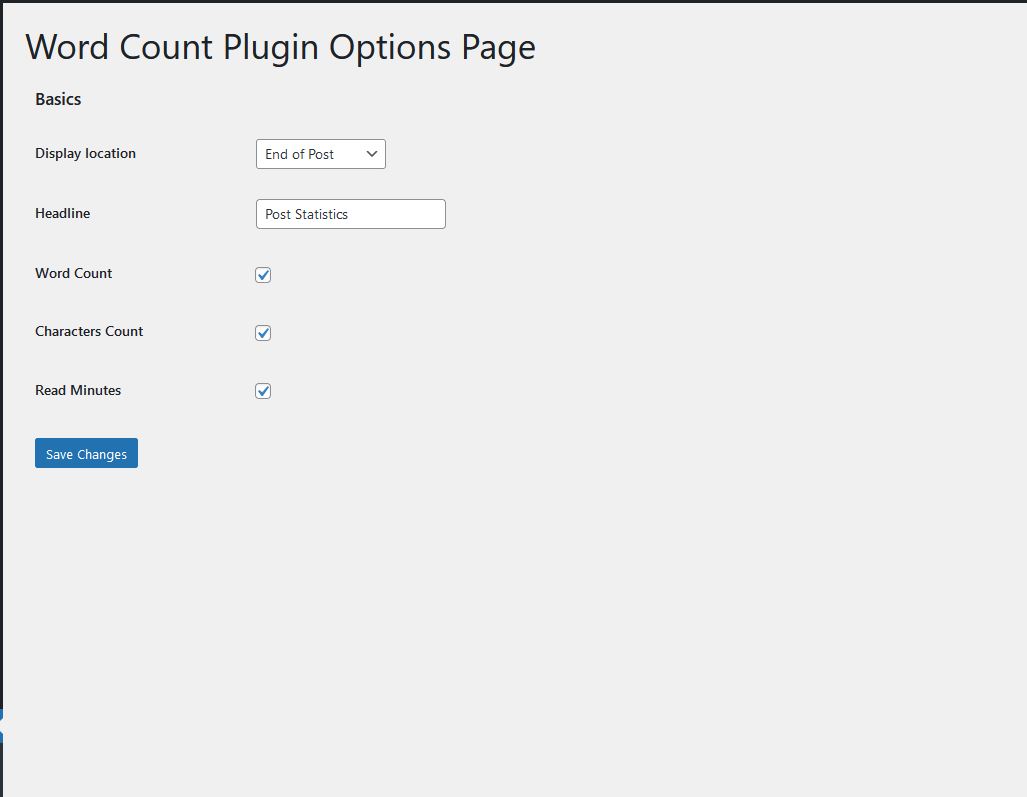 Word Count Plugin Options Page
Basics
Display location
End of Post
Headline
Post Statistics
Word Count
Characters Count
Read Minutes
Save Changes